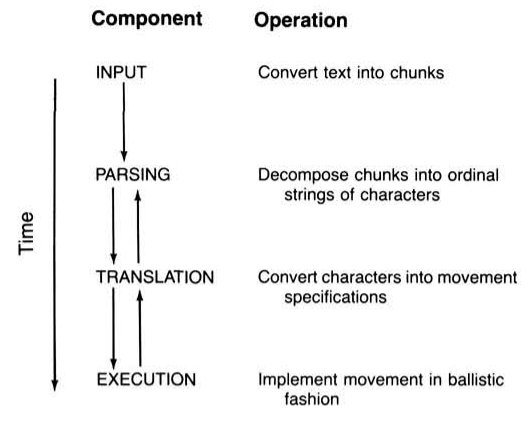 Component Operation
INPUT Convert text into chunks
PARSING Decompose chunks into ordinal
strings of characters
Time
TRANSLATION Convert characters into movement
specifications
EXECUTION Implement movement in ballistic
fashion